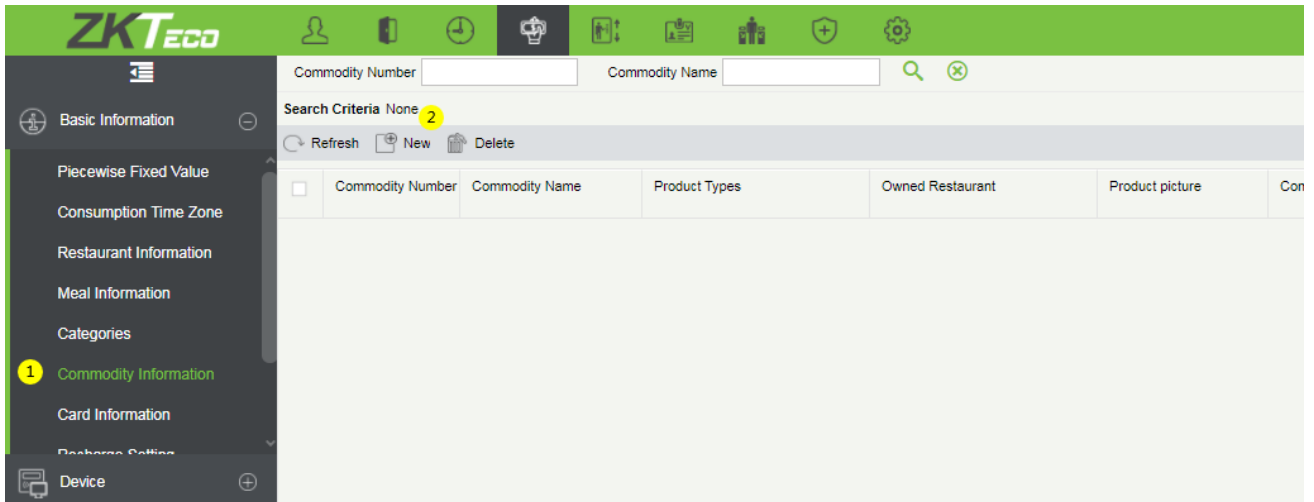 ZKTECO
Commodity Number Commodity Name
Basic Information
Search Criteria None
2
Refresh New Delete
Piecewise Fixed Value
Commodity Number Commodity Name Product Types Owned Restaurant Product picture
Consumption Time Zone
Restaurant Information
Meal Information
Categories
1 Commodity Information
Card Information
Device